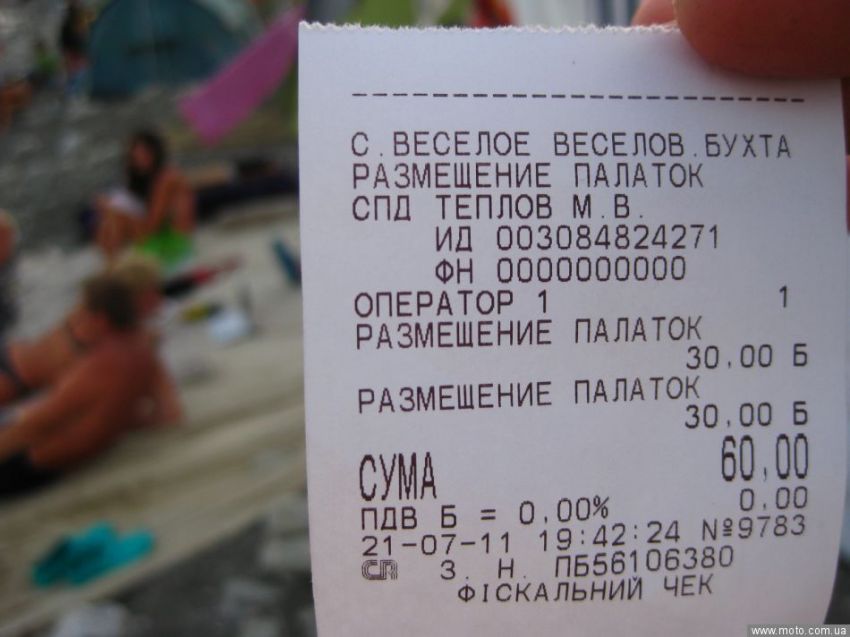 С.ВЕСЕЛОЕ ВЕСЕЛОВ.БУХТА
РАЗМЕЩЕНИЕ ПАЛАТОК
СПД ТЕПЛОВ М.В.
ИД 003084824271
ФН 0000000000
ОПЕРАТОР 1 1
РАЗМЕЩЕНИЕ ПАЛАТОК
30,00 Б
РАЗМЕЩЕНИЕ ПАЛАТОК
30,00 Б
СУМА 60,00
ПДВ Б = 0,00% 0,00
21-07-11 19:42:24 №9783
CR З.Н. ПБ56106380
ФІСКАЛЬНИЙ ЧЕК
www.moto.com.ua